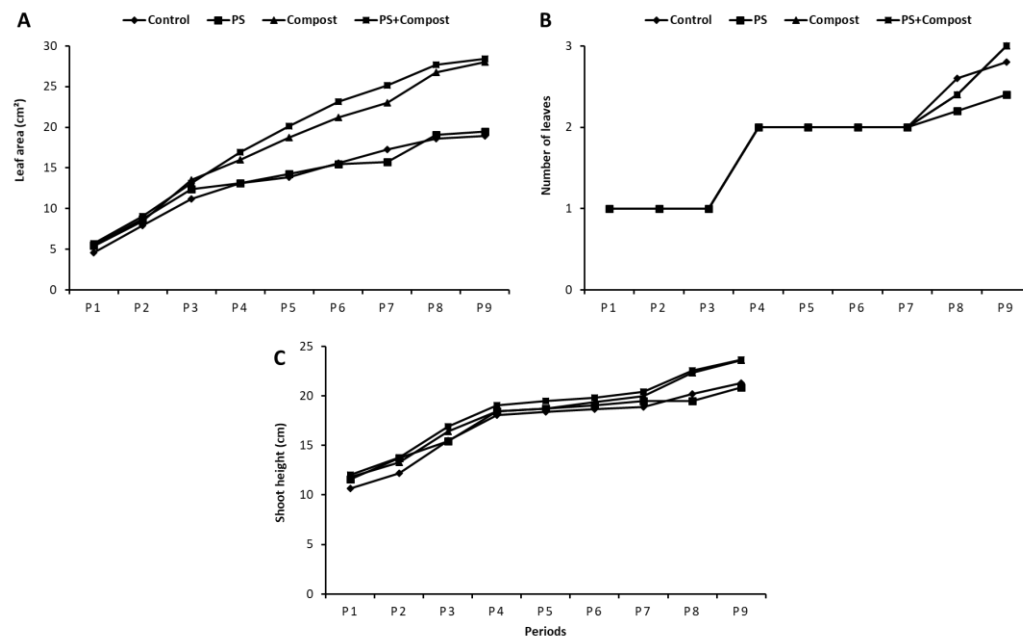 A
Control PS Compost PS+Compost
Leaf area (cm²)
30
25
20
15
10
5
0
P1 P2 P3 P4 P5 P6 P7 P8 P9
B
Control PS Compost PS+Compost
Number of leaves
3
2
1
0
P1 P2 P3 P4 P5 P6 P7 P8 P9
C
Shoot height (cm)
25
20
15
10
5
0
P1 P2 P3 P4 P5 P6 P7 P8 P9
Periods